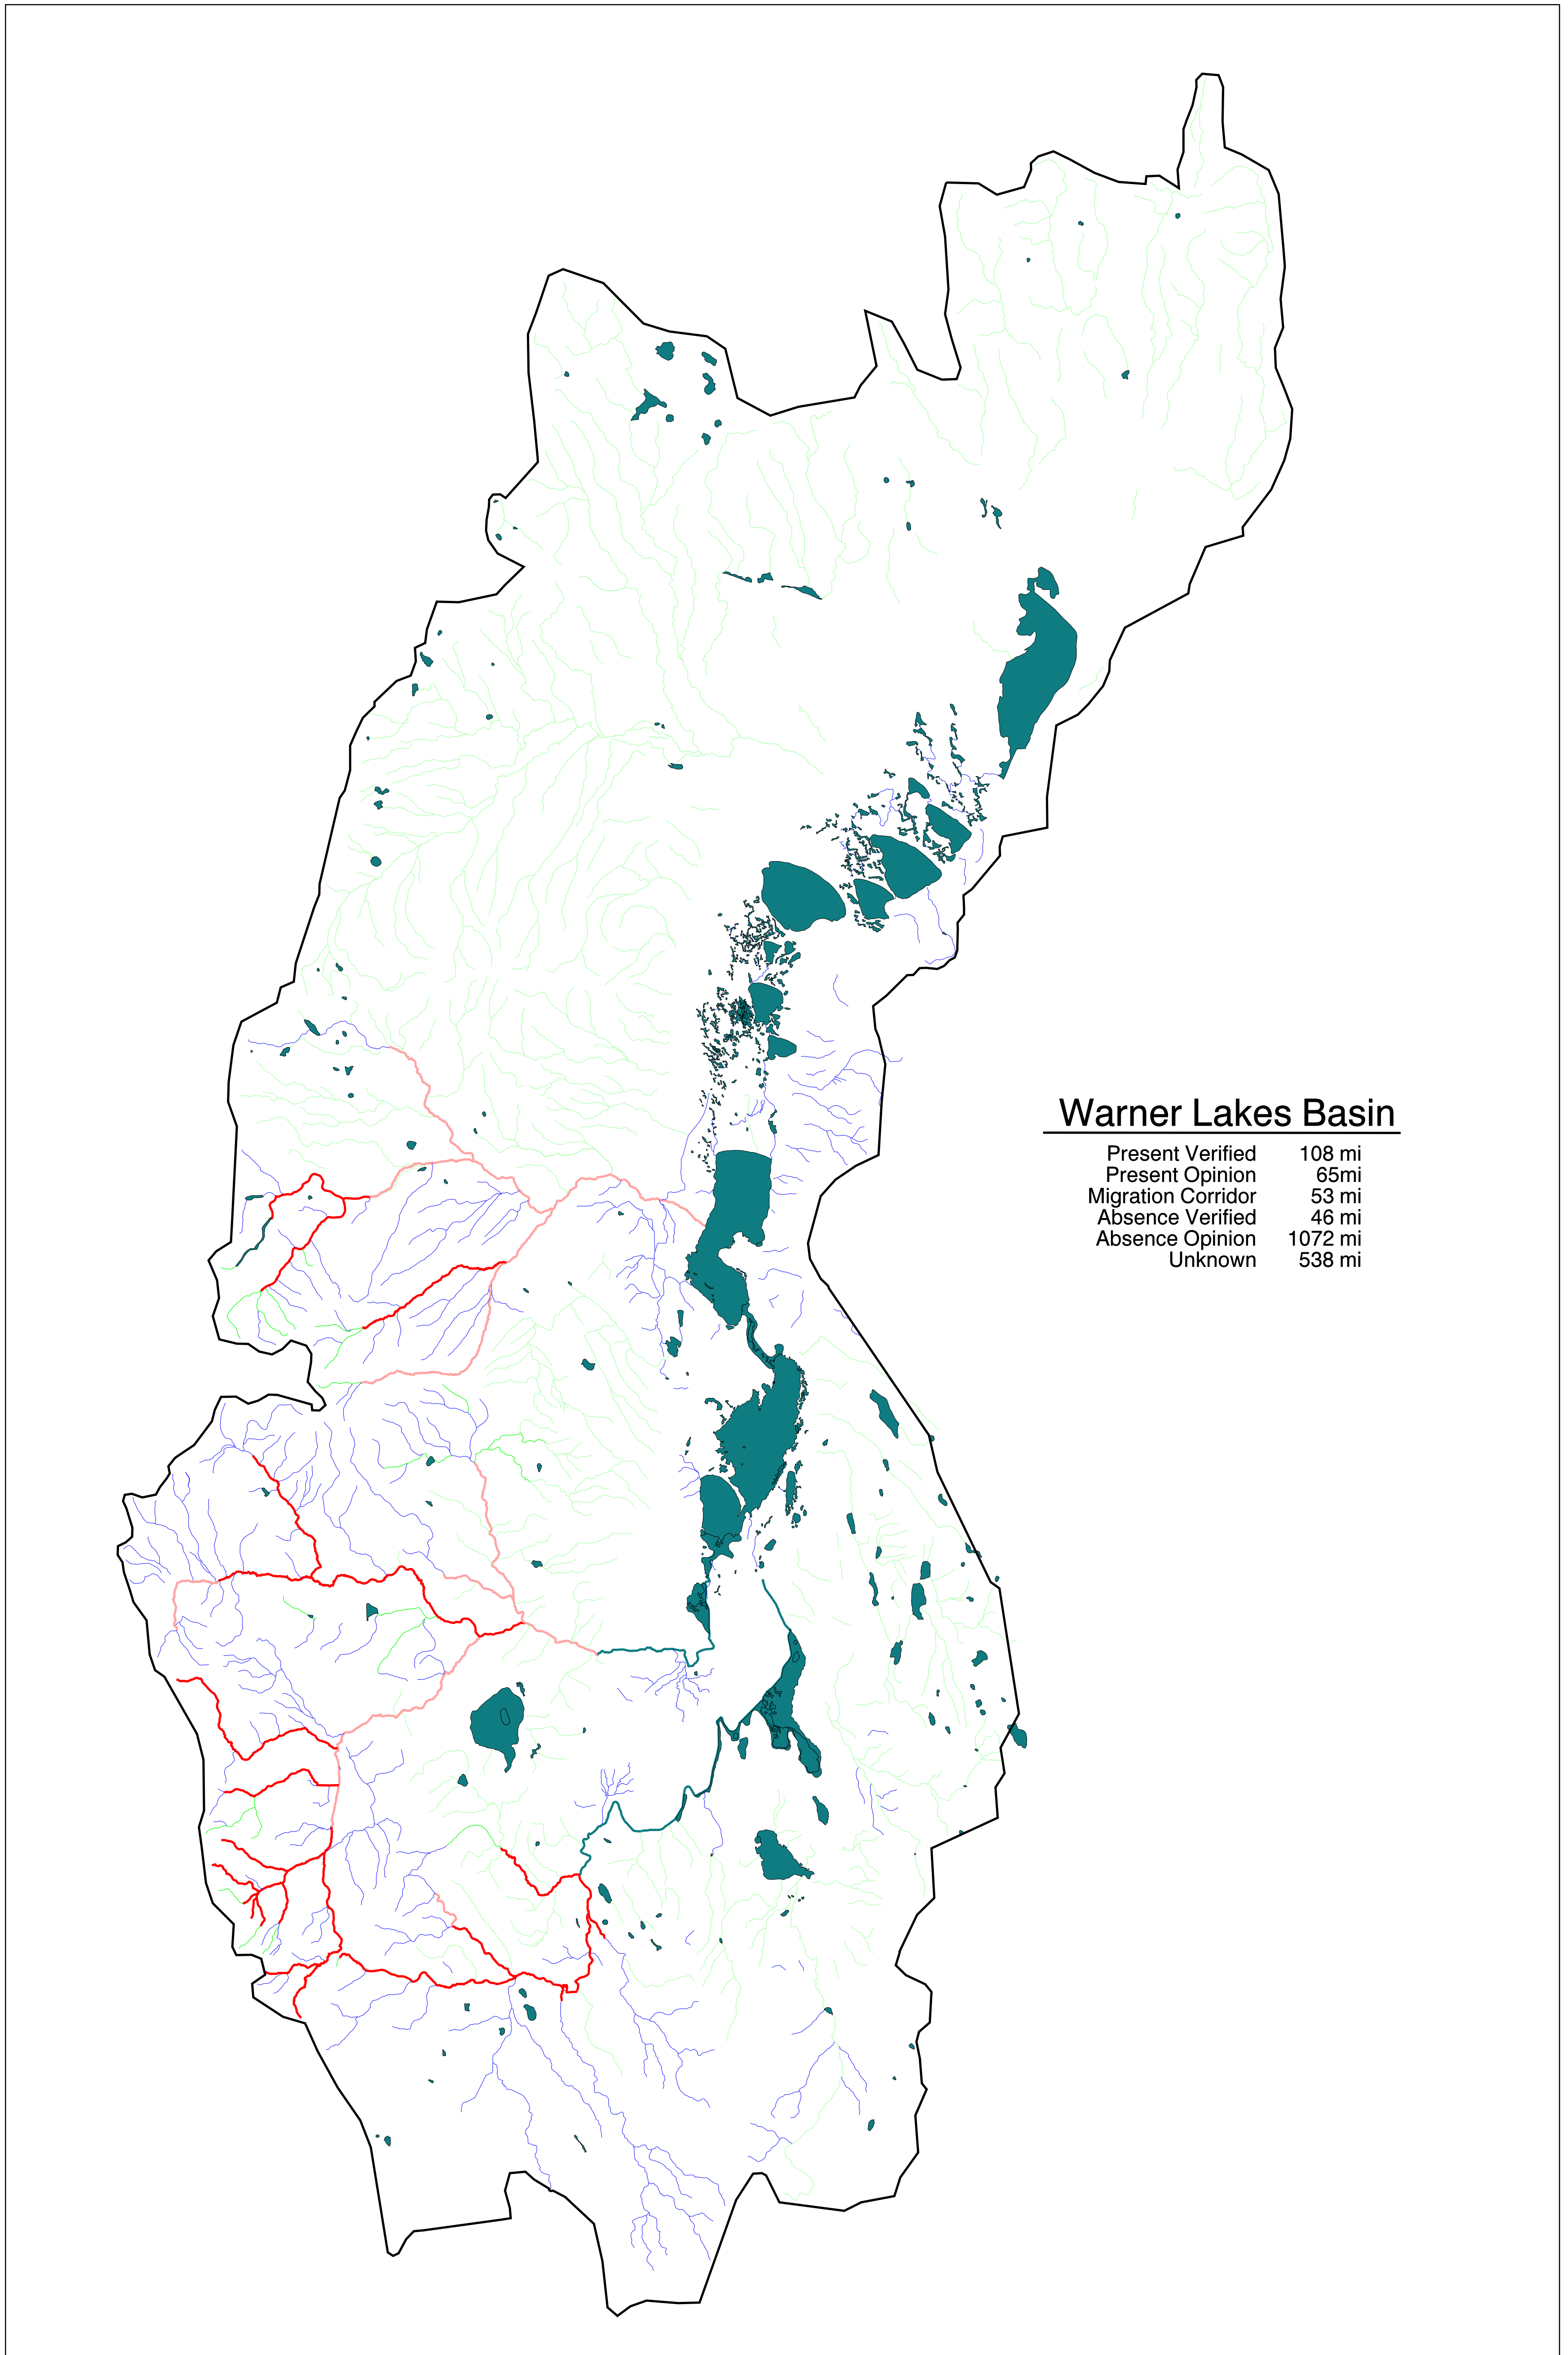 Warner Lakes Basin
Present Verified 108 mi
Present Opinion 65mi
Migration Corridor 53 mi
Absence Verified 46 mi
Absence Opinion 1072 mi
Unknown 538 mi